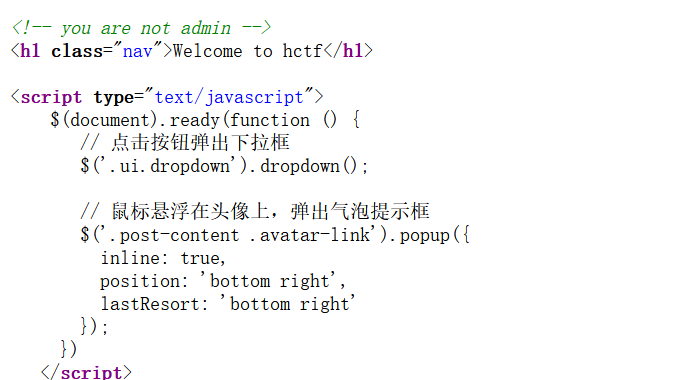 <!-- you are not admin -->
<h1 class="nav">Welcome to hctf</h1>
<script type="text/javascript">
$(document).ready(function () {
// 点击按钮弹出下拉框
$('.ui.dropdown').dropdown();
// 鼠标悬浮在头像上，弹出气泡提示框
$('.post-content .avatar-link').popup({
inline: true,
position: 'bottom right',
lastResort: 'bottom right'
});
})
</script>